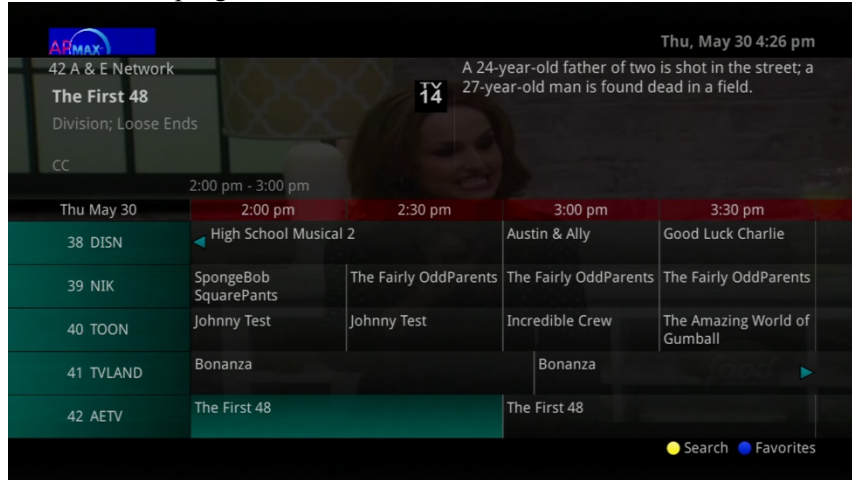 ARMAX
Thu, May 30 4:26 pm
42 A & E Network
The First 48
Division; Loose Ends
CC
2:00 pm - 3:00 pm
TV
14
A 24-year-old father of two is shot in the street; a
27-year-old man is found dead in a field.
Thu May 30 2:00 pm 2:30 pm 3:00 pm 3:30 pm
38 DISN High School Musical 2 Austin & Ally Good Luck Charlie
39 NIK SpongeBob
SquarePants The Fairly OddParents The Fairly OddParents The Fairly OddParents
40 TOON Johnny Test Johnny Test Incredible Crew The Amazing World of
Gumball
41 TVLAND Bonanza Bonanza
food
42 AETV The First 48 The First 48
Search Favorites